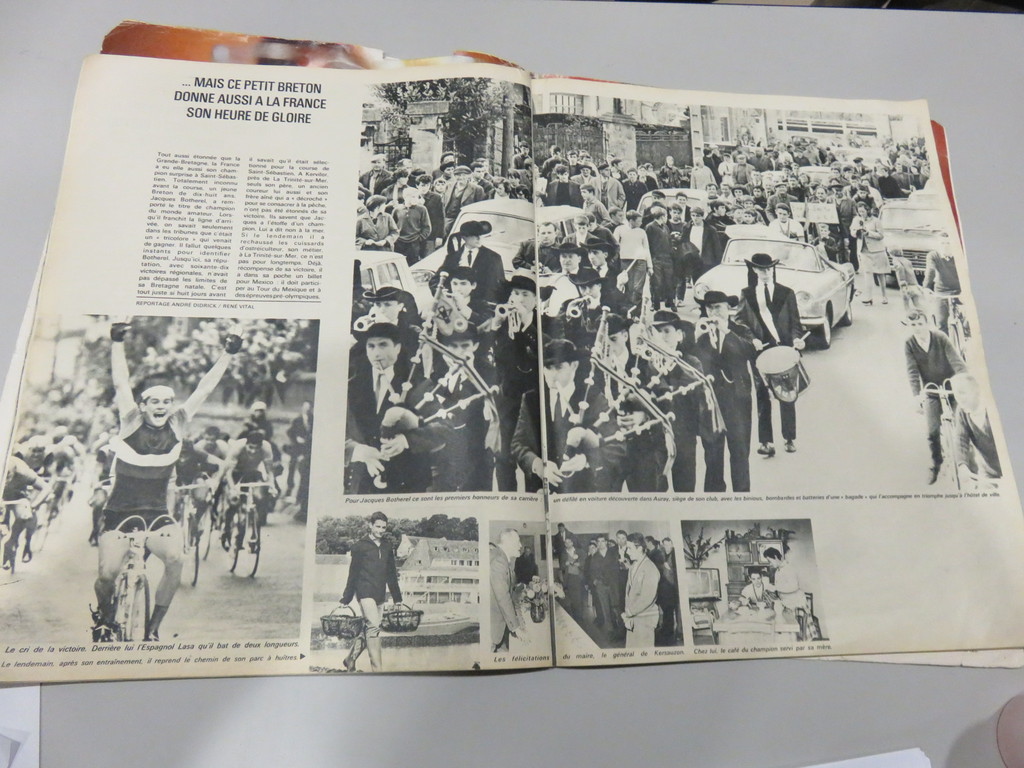 ... MAIS CE PETIT BRETON
DONNE AUSSI A LA FRANCE
SON HEURE DE GLOIRE
Tout aussi étonnée que la
Grande-Bretagne, la France
a eu elle aussi son cham-
pion surprise à Saint-Sébas-
tien. Totalement inconnu
avant la course, un jeune
Breton de dix-huit ans,
Jacques Botherel, a rem-
porté le titre de champion
du monde amateur. Lors-
qu'il franchit la ligne d'arri-
vée, on savait seulement
dans les tribunes que c'était
un « tricolore » qui venait
de gagner. Il s'agissait de
Botherel. Jusqu'ici, sa répu-
tation, avec soixante-dix
victoires régionales, n'avait
pas dépassé les limites de
sa Bretagne natale. C'est
tout juste si huit jours avant
il savait qu'il était sélec-
tionné pour la course de
Saint-Sébastien. A Kervilor,
près de La Trinité-sur-Mer,
seuls son père, un ancien
coureur lui aussi, et son
frère aîné qui a « décroché »
pour se consacrer à la pêche,
n'ont pas été étonnés de sa
victoire. Ils savent que Jac-
ques a l'étoffe d'un cham-
pion. Lui a dit non à la mer.
Si le lendemain il a
rechaussé les cuissards
d'ostréiculteur, son métier,
à La Trinité-sur-Mer, ce n'est
pas pour longtemps. Déjà,
récompense de sa victoire, il
a dans sa poche un billet
pour Mexico : il doit partici-
per au Tour du Mexique et à
des épreuves pré-olympiques.
REPORTAGE ANDRÉ DIDRICK / RENÉ VITAL
Pour Jacques Botherel ce sont les premiers honneurs de sa carrière : un défilé en voiture découverte dans Auray, siège de son club, avec les binious, bombardes et batteries d'une « bagade » qui l'accompagne en triomphe jusqu'à l'hôtel de ville.
Le cri de la victoire. Derrière lui l'Espagnol Lasa qu'il bat de deux longueurs.
Le lendemain, après son entraînement, il reprend le chemin de son parc à huîtres. ▶
Les félicitations du maire, le général de Kersauson.
Chez lui, le café du champion servi par sa mère.